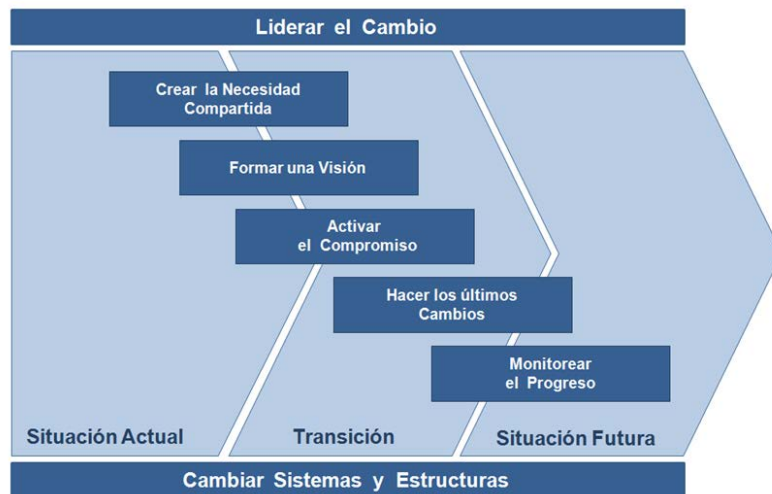 Liderar el Cambio
Crear la Necesidad
Compartida
Formar una Visión
Activar
el Compromiso
Hacer los últimos
Cambios
Monitorear
el Progreso
Situación Actual
Transición
Situación Futura
Cambiar Sistemas y Estructuras